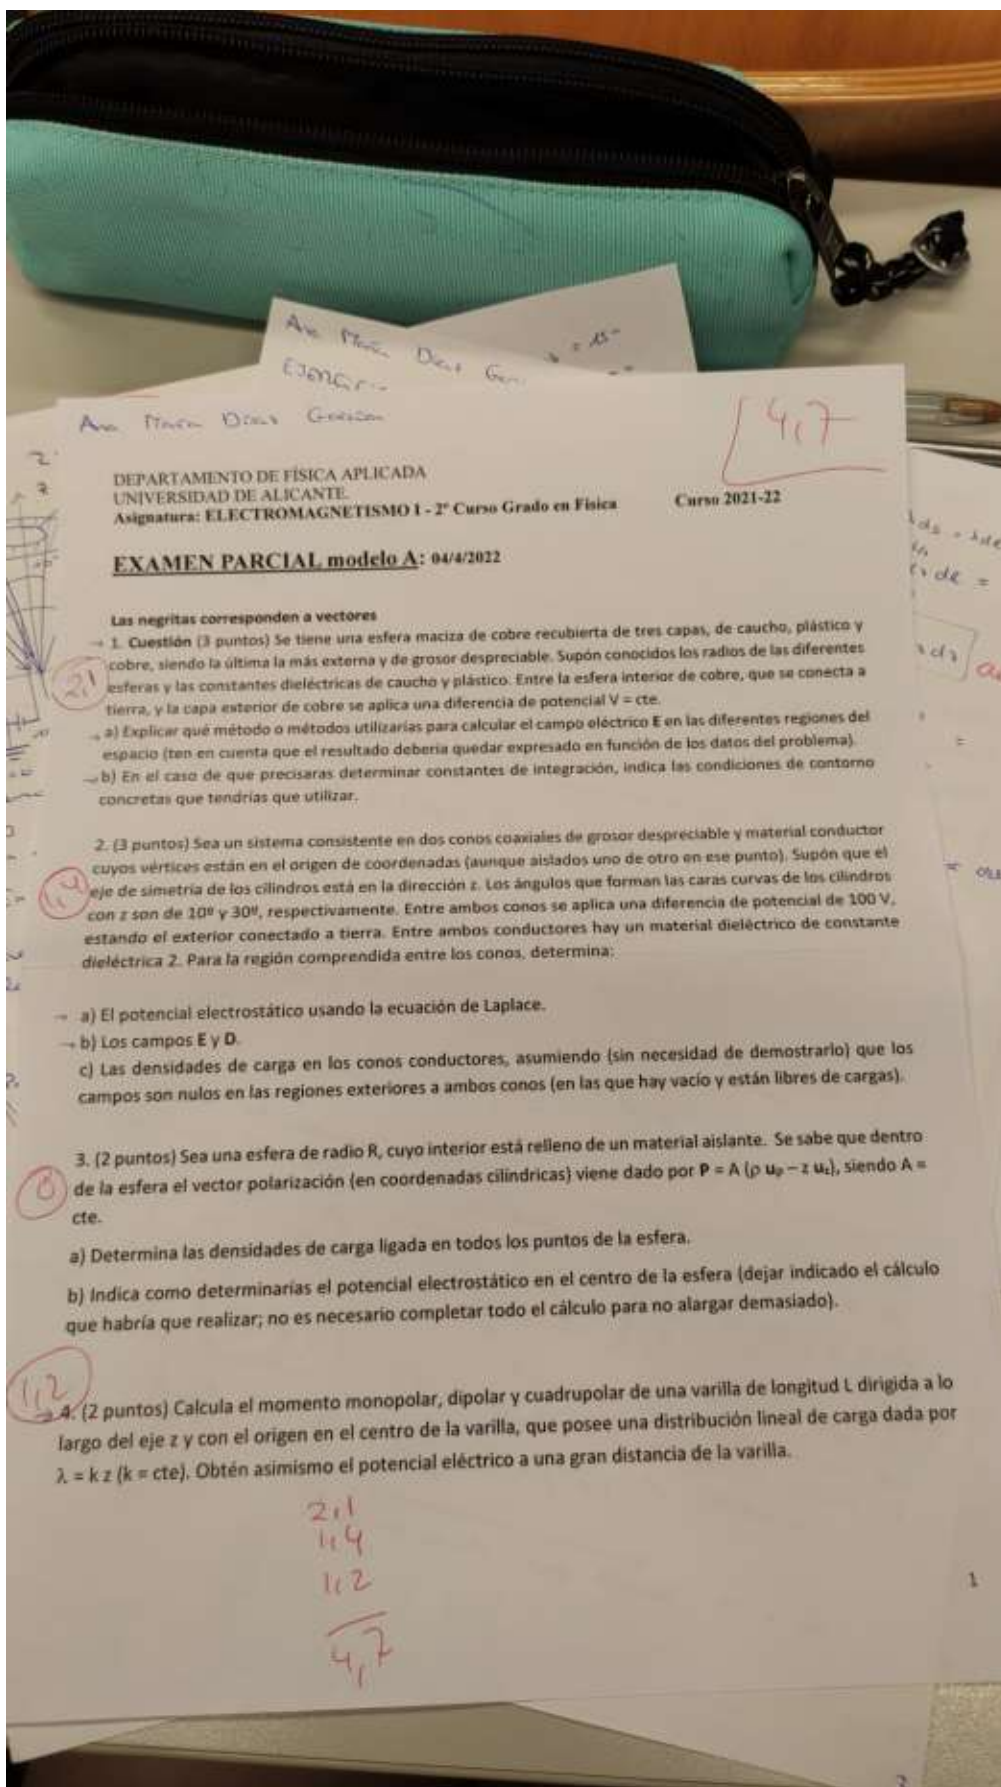 Ana María
EJERCICIO
= 15
Ana María
4,7
DEPARTAMENTO DE FÍSICA APLICADA
UNIVERSIDAD DE ALICANTE.
Asignatura: ELECTROMAGNETISMO I - 2º Curso Grado en Física Curso 2021-22
EXAMEN PARCIAL modelo A: 04/4/2022
Las negritas corresponden a vectores
→ 1. Cuestión (3 puntos) Se tiene una esfera maciza de cobre recubierta de tres capas, de caucho, plástico y
cobre, siendo la última la más externa y de grosor despreciable. Supón conocidos los radios de las diferentes
2,1
esferas y las constantes dieléctricas de caucho y plástico. Entre la esfera interior de cobre, que se conecta a
tierra, y la capa exterior de cobre se aplica una diferencia de potencial V = cte.
→ a) Explicar qué método o métodos utilizarías para calcular el campo eléctrico E en las diferentes regiones del
espacio (ten en cuenta que el resultado debería quedar expresado en función de los datos del problema).
→ b) En el caso de que precisaras determinar constantes de integración, indica las condiciones de contorno
concretas que tendrías que utilizar.
2. (3 puntos) Sea un sistema consistente en dos conos coaxiales de grosor despreciable y material conductor
cuyos vértices están en el origen de coordenadas (aunque aislados uno de otro en ese punto). Supón que el
1,4
eje de simetría de los cilindros está en la dirección z. Los ángulos que forman las caras curvas de los cilindros
con z son de 10º y 30º, respectivamente. Entre ambos conos se aplica una diferencia de potencial de 100 V,
estando el exterior conectado a tierra. Entre ambos conductores hay un material dieléctrico de constante
dieléctrica 2. Para la región comprendida entre los conos, determina:
→ a) El potencial electrostático usando la ecuación de Laplace.
→ b) Los campos E y D.
c) Las densidades de carga en los conos conductores, asumiendo (sin necesidad de demostrarlo) que los
campos son nulos en las regiones exteriores a ambos conos (en las que hay vacío y están libres de cargas).
3. (2 puntos) Sea una esfera de radio R, cuyo interior está relleno de un material aislante. Se sabe que dentro
0
de la esfera el vector polarización (en coordenadas cilíndricas) viene dado por P = A (ρ uρ – z uz), siendo A =
cte.
a) Determina las densidades de carga ligada en todos los puntos de la esfera.
b) Indica como determinarías el potencial electrostático en el centro de la esfera (dejar indicado el cálculo
que habría que realizar; no es necesario completar todo el cálculo para no alargar demasiado).
1,2
→ 4. (2 puntos) Calcula el momento monopolar, dipolar y cuadrupolar de una varilla de longitud L dirigida a lo
largo del eje z y con el origen en el centro de la varilla, que posee una distribución lineal de carga dada por
λ = k z (k = cte). Obtén asimismo el potencial eléctrico a una gran distancia de la varilla.
2,1
1,4
1,2
4,7
1